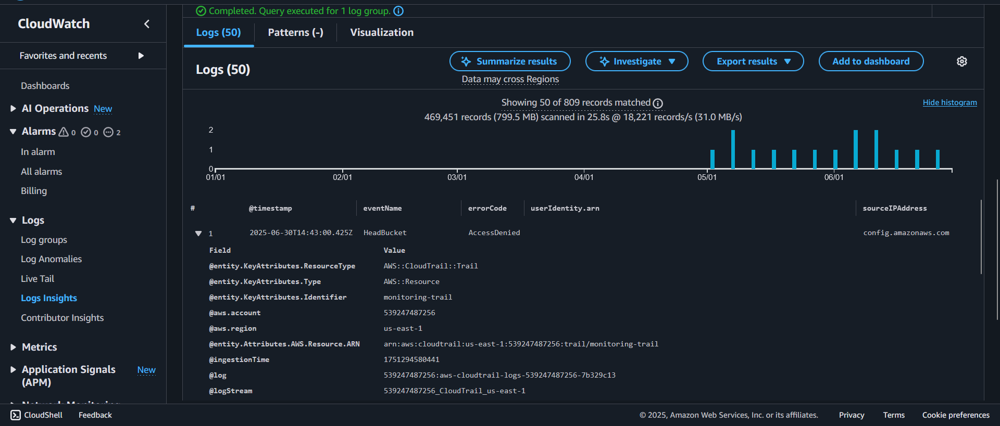 Completed. Query executed for 1 log group.
CloudWatch
Favorites and recents
Dashboards
AI Operations New
Alarms 0 0 2
In alarm
All alarms
Billing
Logs
Log groups
Log Anomalies
Live Tail
Logs Insights
Contributor Insights
Metrics
Application Signals New
(APM)
Network Monitoring
Logs (50) Patterns (-) Visualization
Logs (50)
Summarize results Investigate Export results Add to dashboard
Data may cross Regions
Showing 50 of 809 records matched
Hide histogram
469,451 records (799.5 MB) scanned in 25.8s @ 18,221 records/s (31.0 MB/s)
2
1
0
01/01 02/01 03/01 04/01 05/01 06/01
# @timestamp eventName errorCode userIdentity.arn sourceIPAddress
1 2025-06-30T14:43:00.425Z HeadBucket AccessDenied config.amazonaws.com
Field Value
@entity.KeyAttributes.ResourceType AWS::CloudTrail::Trail
@entity.KeyAttributes.Type AWS::Resource
@entity.KeyAttributes.Identifier monitoring-trail
@aws.account 539247487256
@aws.region us-east-1
@entity.Attributes.AWS.Resource.ARN arn:aws:cloudtrail:us-east-1:539247487256:trail/monitoring-trail
@ingestionTime 1751294580441
@log 539247487256:aws-cloudtrail-logs-539247487256-7b329c13
@logStream 539247487256_CloudTrail_us-east-1
CloudShell Feedback © 2025, Amazon Web Services, Inc. or its affiliates. Privacy Terms Cookie preferences